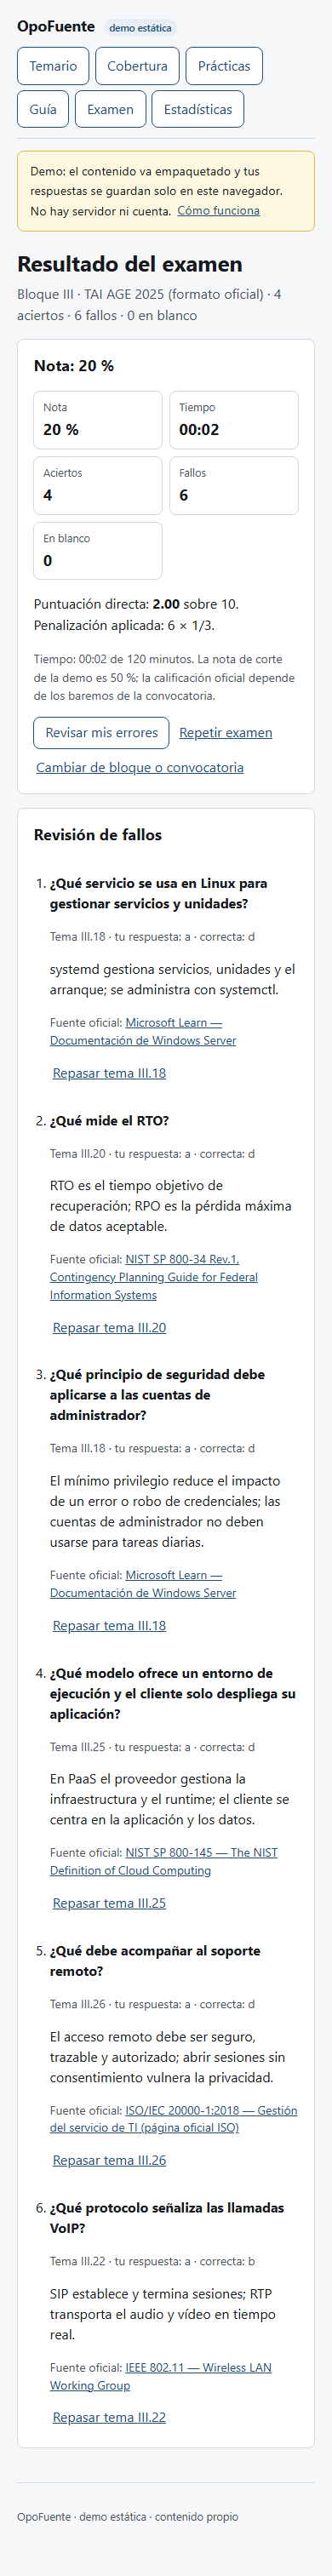 OpoFuente demo estática
Temario Cobertura Prácticas
Guía Examen Estadísticas
Demo: el contenido va empaquetado y tus
respuestas se guardan solo en este navegador.
No hay servidor ni cuenta. Cómo funciona
Resultado del examen
Bloque III · TAI AGE 2025 (formato oficial) · 4
aciertos · 6 fallos · 0 en blanco
Nota: 20 %
Nota
20 %
Tiempo
00:02
Aciertos
4
Fallos
6
En blanco
0
Puntuación directa: 2.00 sobre 10.
Penalización aplicada: 6 × 1/3.
Tiempo: 00:02 de 120 minutos. La nota de corte
de la demo es 50 %; la calificación oficial depende
de los baremos de la convocatoria.
Revisar mis errores Repetir examen
Cambiar de bloque o convocatoria
Revisión de fallos
1. ¿Qué servicio se usa en Linux para
gestionar servicios y unidades?
Tema III.18 · tu respuesta: a · correcta: d
systemd gestiona servicios, unidades y el
arranque; se administra con systemctl.
Fuente oficial: Microsoft Learn —
Documentación de Windows Server
Repasar tema III.18
2. ¿Qué mide el RTO?
Tema III.20 · tu respuesta: a · correcta: d
RTO es el tiempo objetivo de
recuperación; RPO es la pérdida máxima
de datos aceptable.
Fuente oficial: NIST SP 800-34 Rev.1,
Contingency Planning Guide for Federal
Information Systems
Repasar tema III.20
3. ¿Qué principio de seguridad debe
aplicarse a las cuentas de
administrador?
Tema III.18 · tu respuesta: a · correcta: d
El mínimo privilegio reduce el impacto
de un error o robo de credenciales; las
cuentas de administrador no deben
usarse para tareas diarias.
Fuente oficial: Microsoft Learn —
Documentación de Windows Server
Repasar tema III.18
4. ¿Qué modelo ofrece un entorno de
ejecución y el cliente solo despliega su
aplicación?
Tema III.25 · tu respuesta: a · correcta: d
En PaaS el proveedor gestiona la
infraestructura y el runtime; el cliente se
centra en la aplicación y los datos.
Fuente oficial: NIST SP 800-145 — The NIST
Definition of Cloud Computing
Repasar tema III.25
5. ¿Qué debe acompañar al soporte
remoto?
Tema III.26 · tu respuesta: a · correcta: d
El acceso remoto debe ser seguro,
trazable y autorizado; abrir sesiones sin
consentimiento vulnera la privacidad.
Fuente oficial: ISO/IEC 20000-1:2018 — Gestión
del servicio de TI (página oficial ISO)
Repasar tema III.26
6. ¿Qué protocolo señaliza las llamadas
VoIP?
Tema III.22 · tu respuesta: a · correcta: b
SIP establece y termina sesiones; RTP
transporta el audio y vídeo en tiempo
real.
Fuente oficial: IEEE 802.11 — Wireless LAN
Working Group
Repasar tema III.22
OpoFuente · demo estática · contenido propio